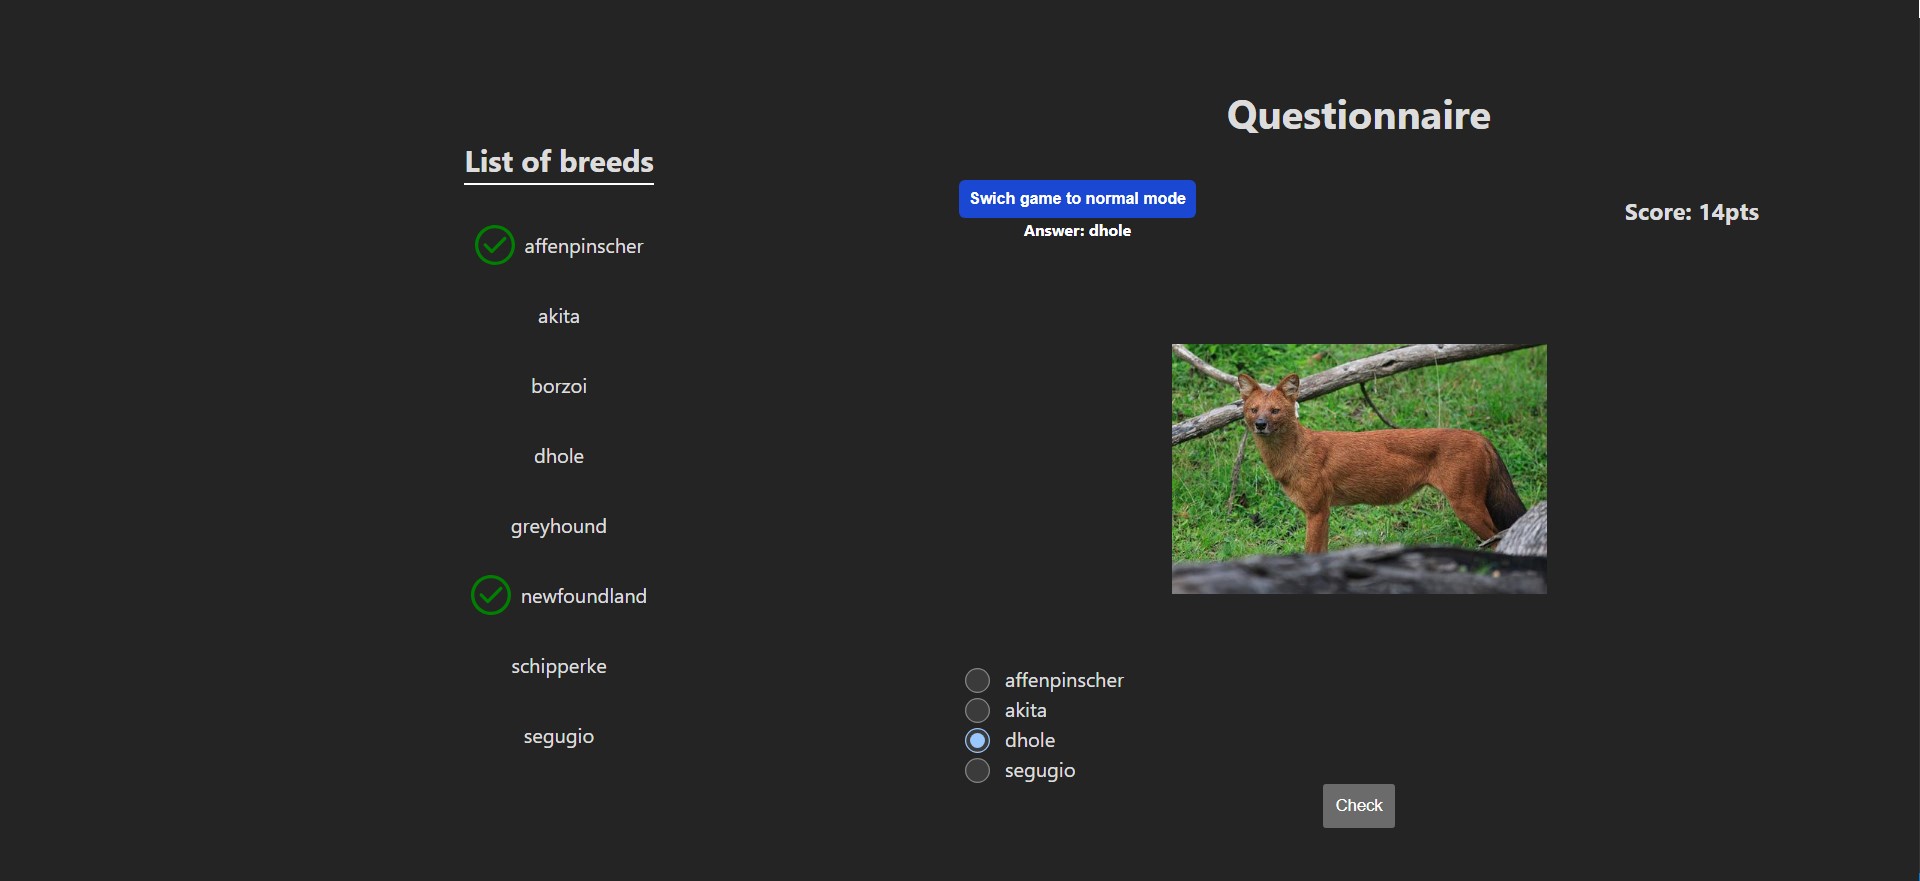 Questionnaire
List of breeds
Swich game to normal mode
Answer: dhole
Score: 14pts
affenpinscher
akita
borzoi
dhole
greyhound
newfoundland
schipperke
segugio
affenpinscher
akita
dhole
segugio
Check